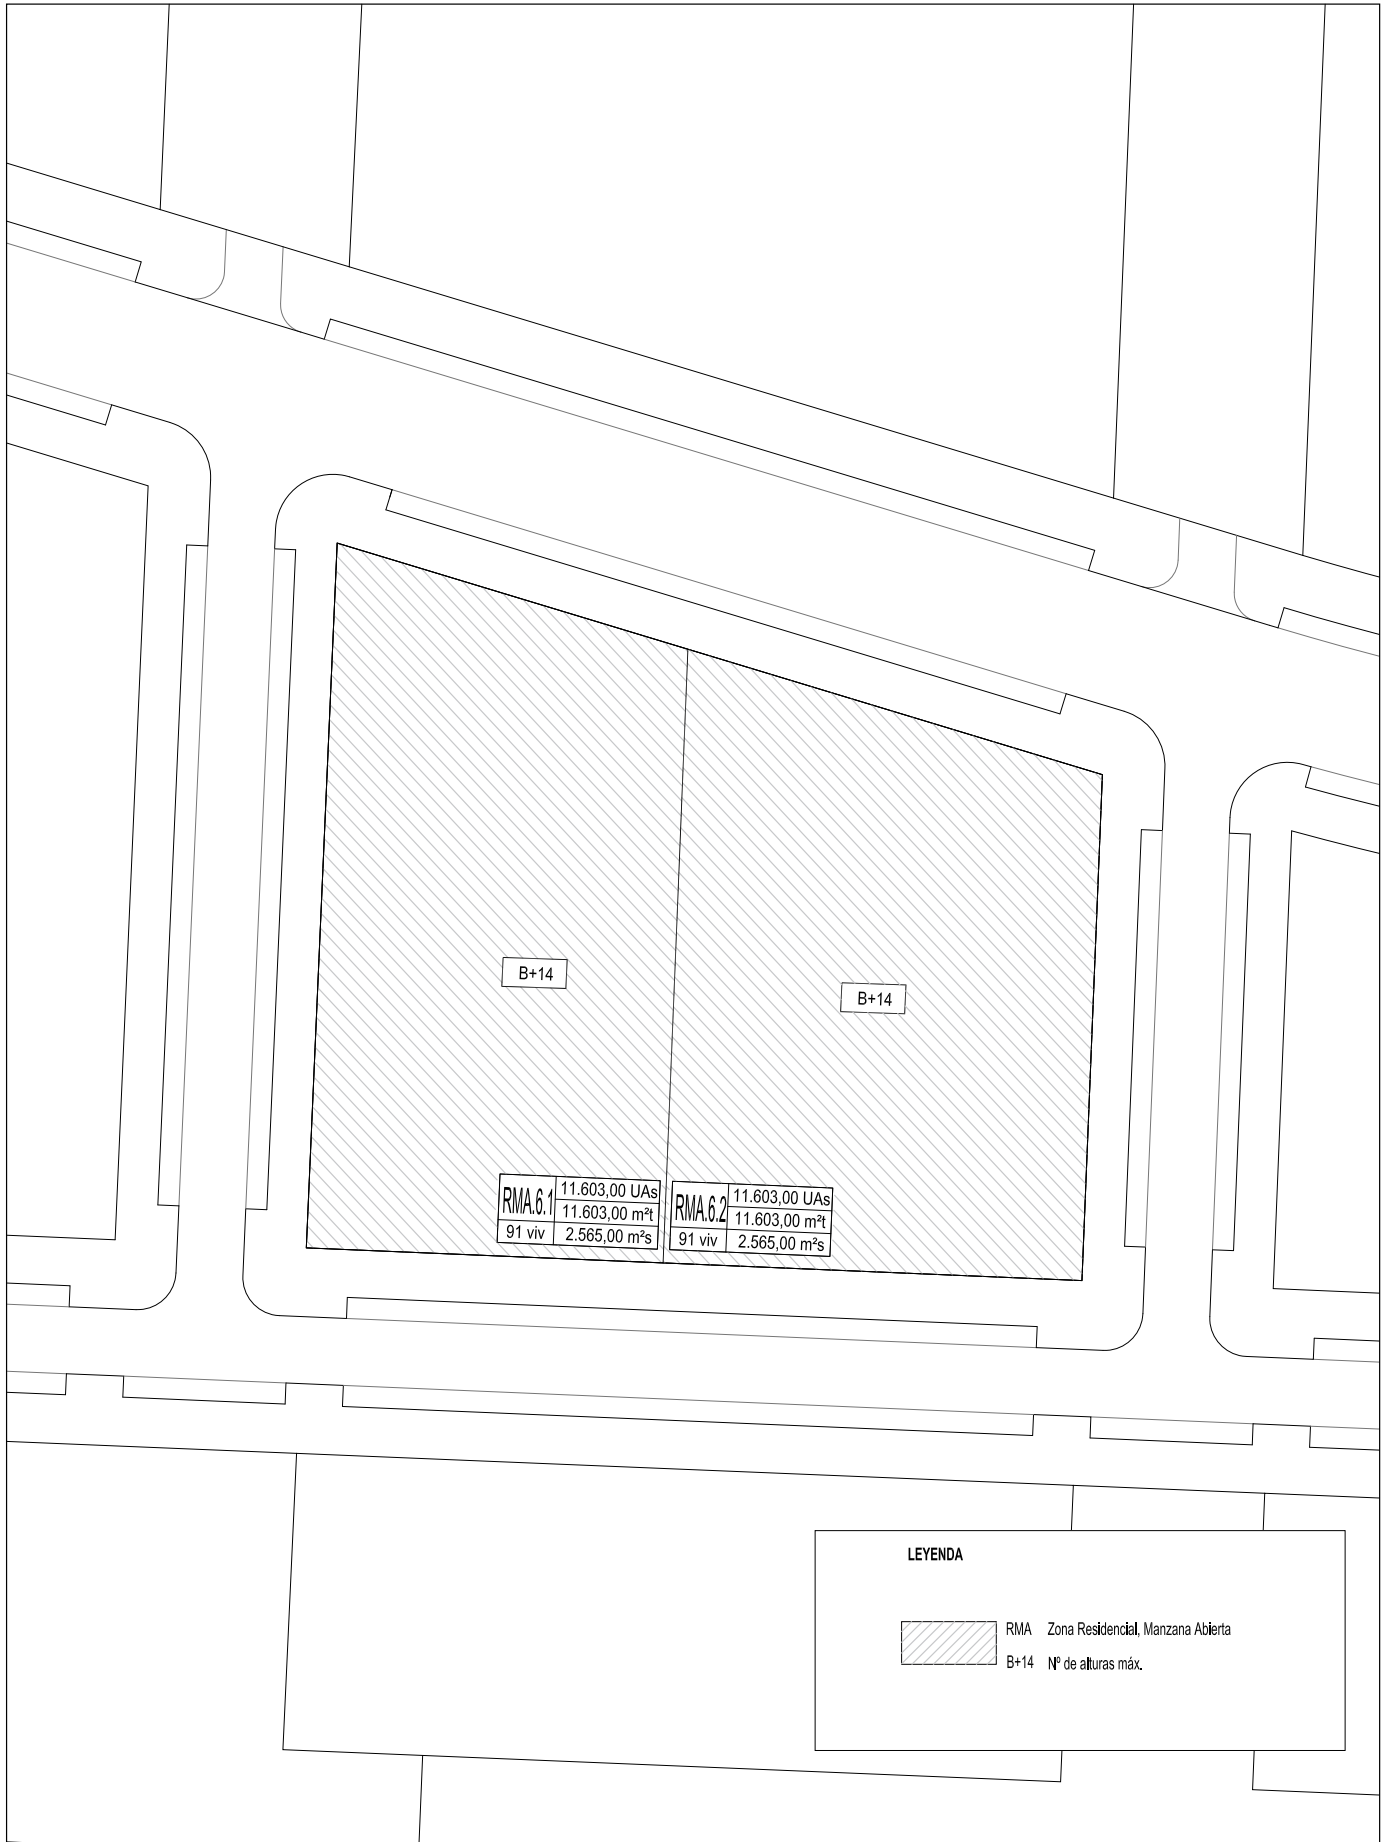 B+14
B+14
RMA.6.1
11.603,00 UAs
11.603,00 m²t
91 viv
2.565,00 m²s
RMA.6.2
11.603,00 UAs
11.603,00 m²t
91 viv
2.565,00 m²s
LEYENDA
RMA Zona Residencial, Manzana Abierta
B+14 Nº de alturas máx.